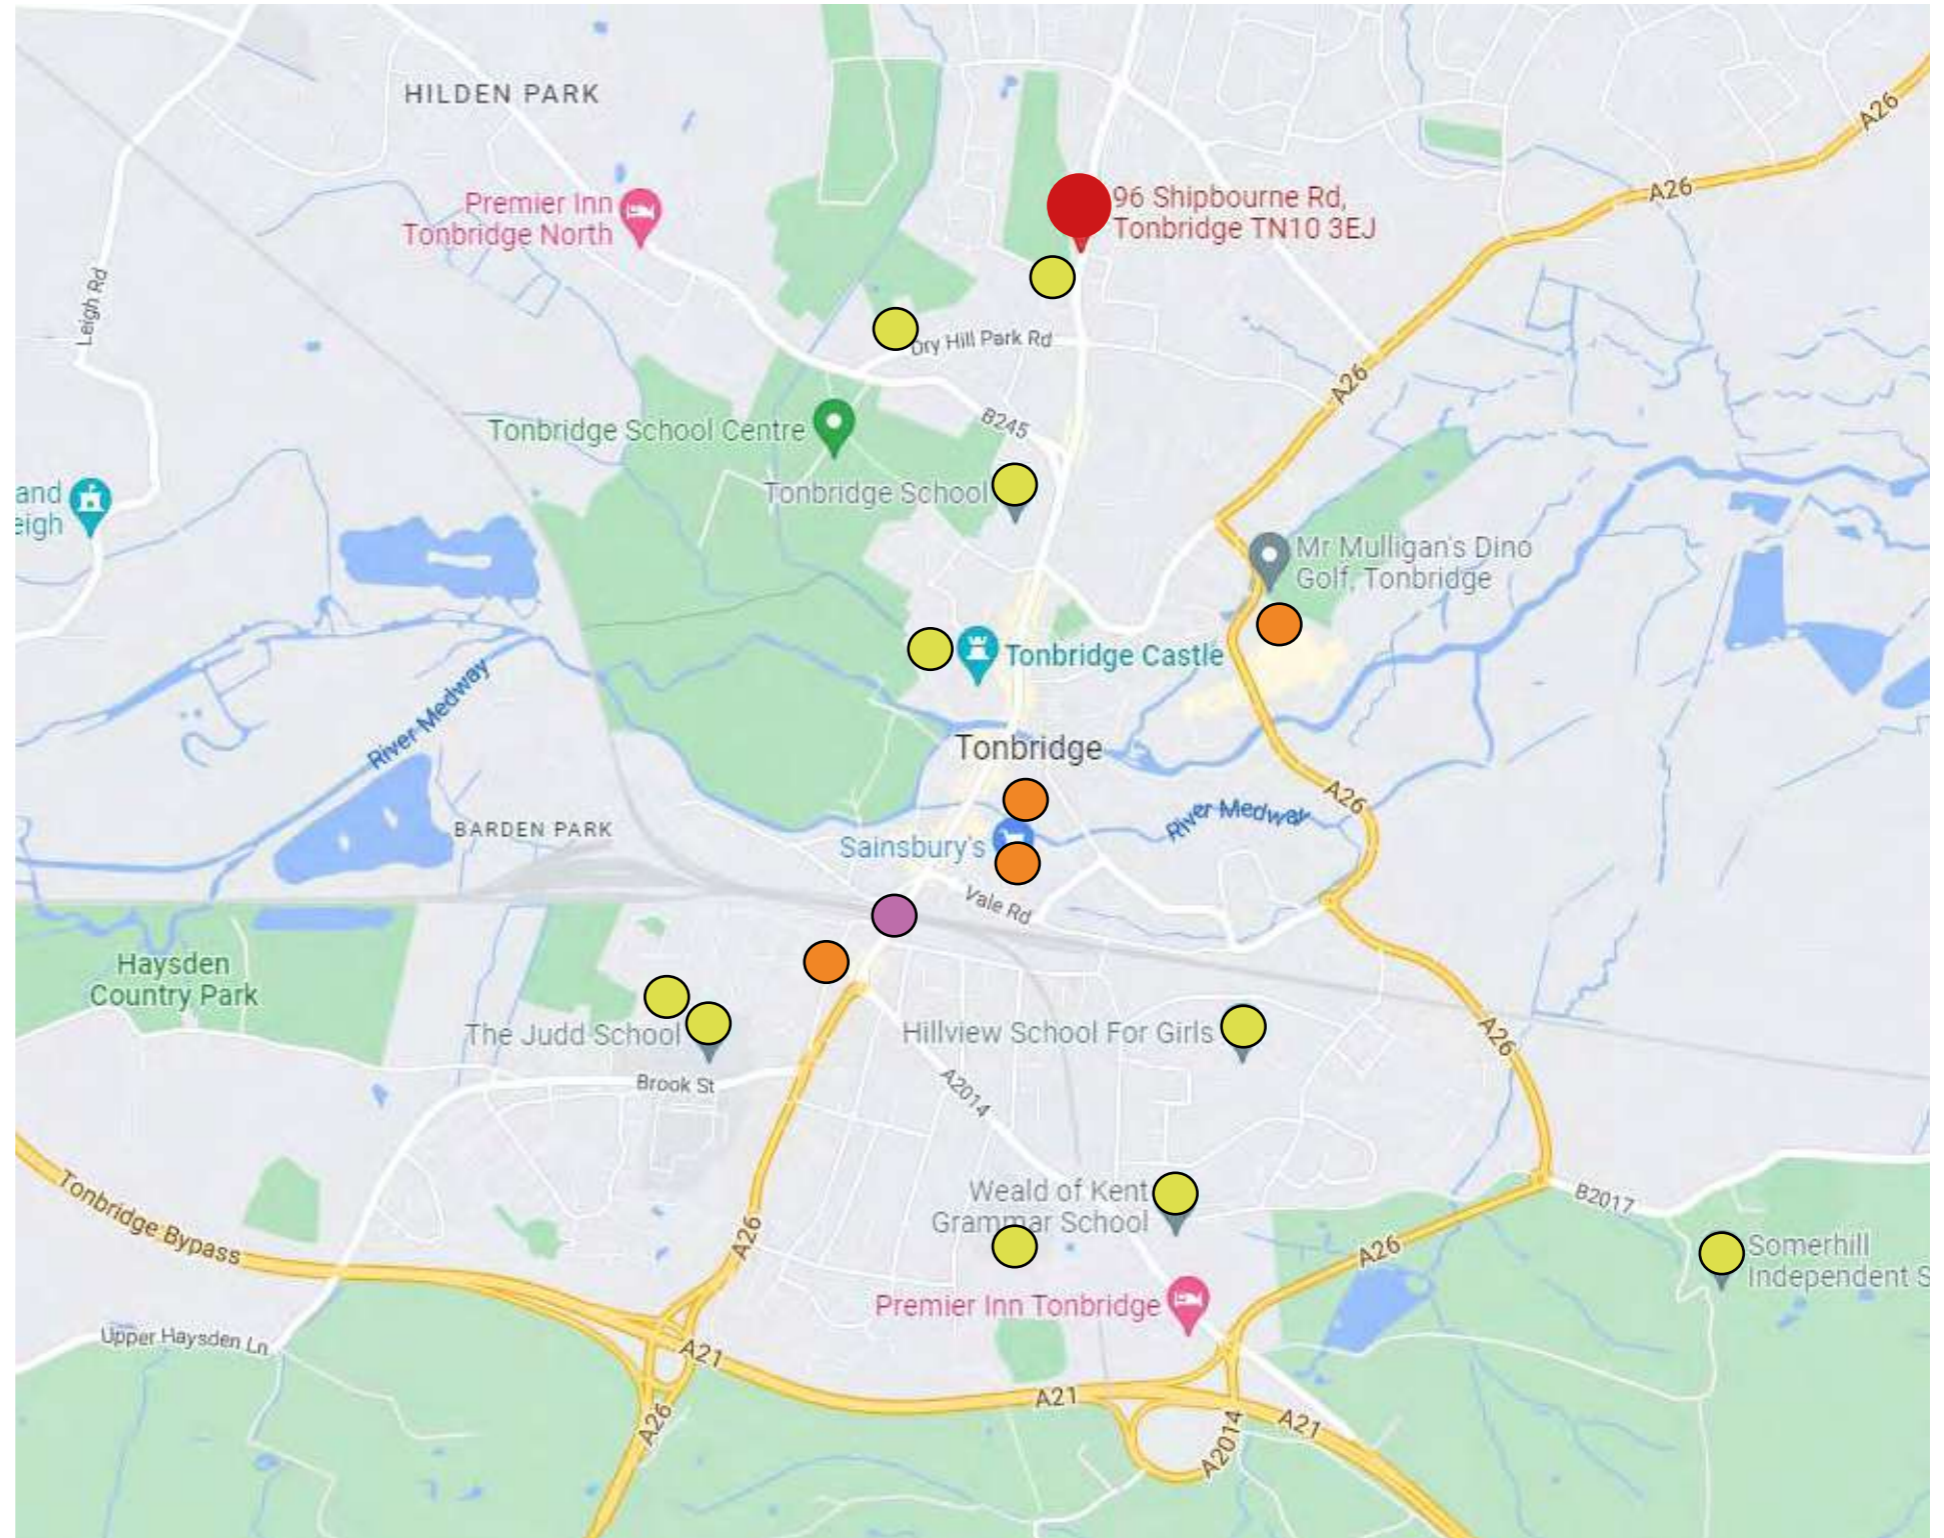 HILDEN PARK
A26
A26
Premier Inn
Tonbridge North
96 Shipbourne Rd,
Tonbridge TN10 3EJ
Leigh Rd
Dry Hill Park Rd
A26
B245
Tonbridge School Centre
Tonbridge School
and
eigh
Mr Mulligan's Dino
Golf, Tonbridge
Tonbridge Castle
River Medway
Tonbridge
A26
River Medway
BARDEN PARK
Sainsbury's
Vale Rd
Haysden
Country Park
The Judd School
Hillview School For Girls
A26
Brook St
A2014
Weald of Kent
Grammar School
B2017
Tonbridge Bypass
A26
A26
Somerhill
Independent S
Premier Inn Tonbridge
Upper Haysden Ln
A21
A21
A21
A26
A2014